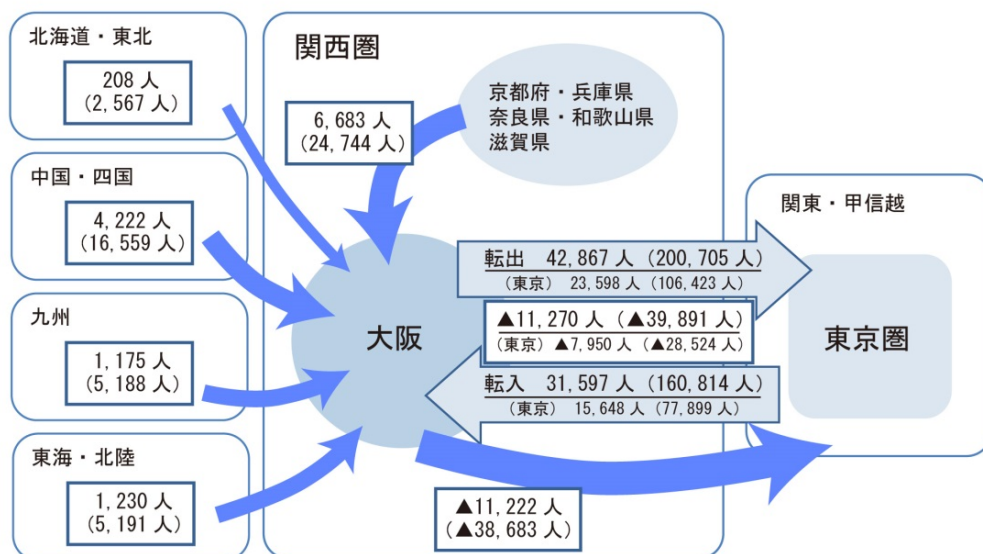 北海道・東北
208 人
(2,567 人)
中国・四国
4,222 人
(16,559 人)
九州
1,175 人
(5,188 人)
東海・北陸
1,230 人
(5,191 人)
関西圏
6,683 人
(24,744 人)
京都府・兵庫県
奈良県・和歌山県
滋賀県
大阪
転出 42,867 人 (200,705 人)
(東京) 23,598 人 (106,423 人)
▲11,270 人 (▲39,891 人)
(東京) ▲7,950 人 (▲28,524 人)
転入 31,597 人 (160,814 人)
(東京) 15,648 人 (77,899 人)
▲11,222 人
(▲38,683 人)
関東・甲信越
東京圏